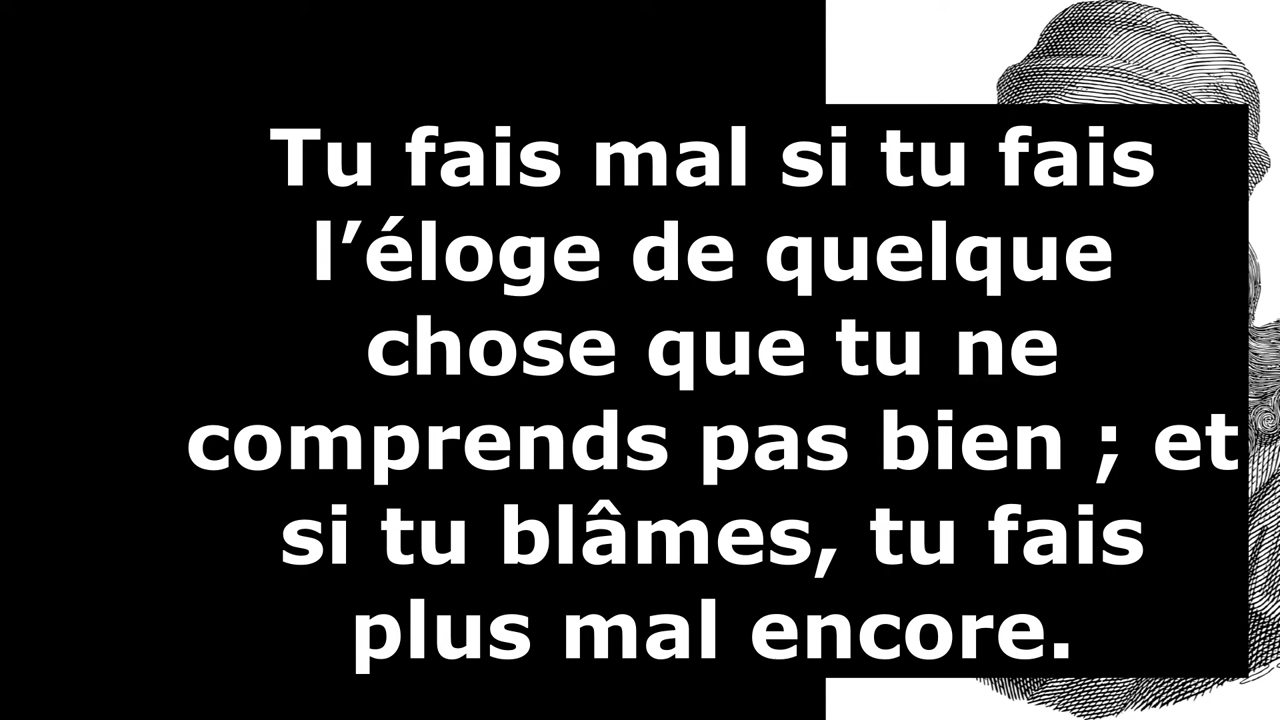 Tu fais mal si tu fais
l’éloge de quelque
chose que tu ne
comprends pas bien ; et
si tu blâmes, tu fais
plus mal encore.